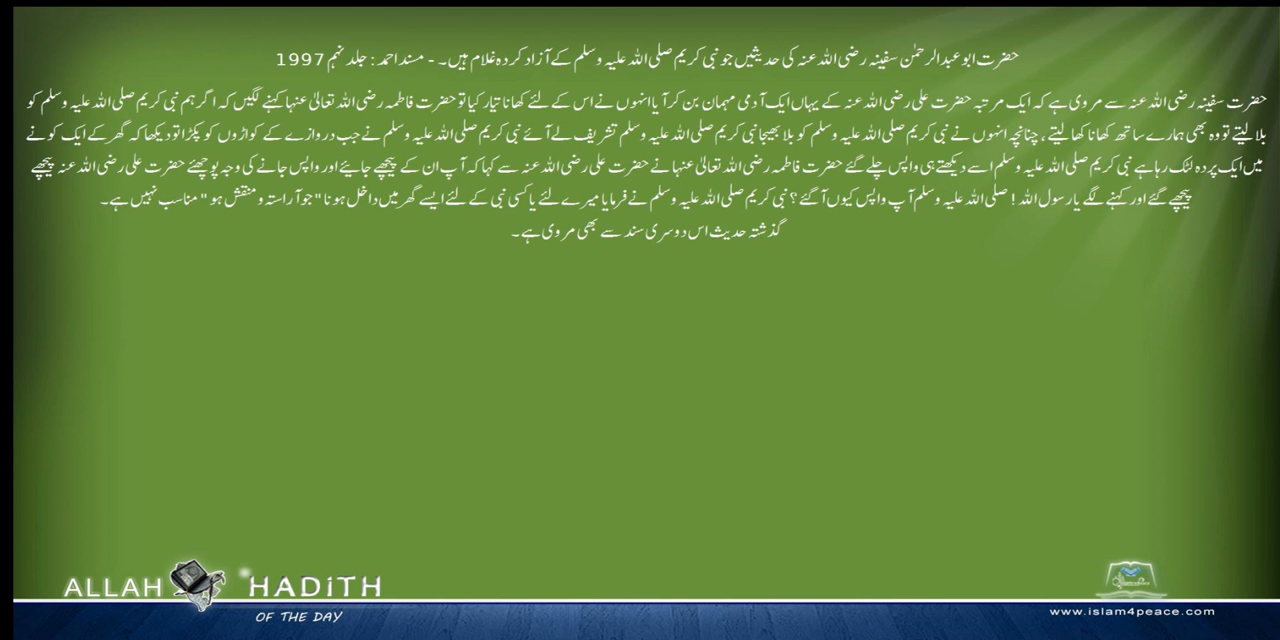 حضرت ابوعبدالرحمٰن سفینہ رضی اللہ عنہ کی حدیثیں جو نبی کریم صلی اللہ علیہ وسلم کے آزاد کردہ غلام ہیں۔ - مسند احمد : جلد نہم 1997
حضرت سفینہ رضی اللہ عنہ سے مروی ہے کہ ایک مرتبہ حضرت علی رضی اللہ عنہ کے یہاں ایک آدمی مہمان بن کر آیا انہوں نے اس کے لئے کھانا تیار کیا تو حضرت فاطمہ رضی اللہ تعالیٰ عنہا کہنے لگیں کہ اگر ہم نبی کریم صلی اللہ علیہ وسلم کو
بلا لیتے تو وہ بھی ہمارے ساتھ کھانا کھا لیتے ، چنانچہ انہوں نے نبی کریم صلی اللہ علیہ وسلم کو بلا بھیجا نبی کریم صلی اللہ علیہ وسلم تشریف لے آئے نبی کریم صلی اللہ علیہ وسلم نے جب دروازے کے کواڑوں کو پکڑا تو دیکھا کہ گھر کے ایک کونے
میں ایک پردہ لٹک رہا ہے نبی کریم صلی اللہ علیہ وسلم اسے دیکھتے ہی واپس چلے گئے حضرت فاطمہ رضی اللہ تعالیٰ عنہا نے حضرت علی رضی اللہ عنہ سے کہا کہ آپ ان کے پیچھے جائیے اور واپس جانے کی وجہ پوچھئے حضرت علی رضی اللہ عنہ پیچھے
پیچھے گئے اور کہنے لگے یا رسول اللہ ! صلی اللہ علیہ وسلم آپ واپس کیوں آگئے؟ نبی کریم صلی اللہ علیہ وسلم نے فرمایا میرے لئے یا کسی نبی کے لئے ایسے گھر میں داخل ہونا " جو آراستہ و منقش ہو " مناسب نہیں ہے۔
گذشتہ حدیث اس دوسری سند سے بھی مروی ہے۔
ALLAH HADITH
OF THE DAY
www.islam4peace.com